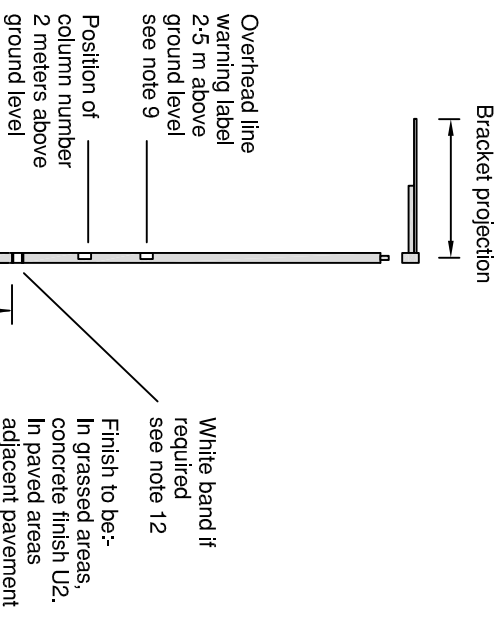 Bracket projection
Overhead line
warning label
2·5 m above
ground level
see note 9
Position of
column number
2 meters above
ground level
White band if
required
see note 12
Finish to be:-
In grassed areas,
concrete finish U2.
In paved areas
adjacent pavement